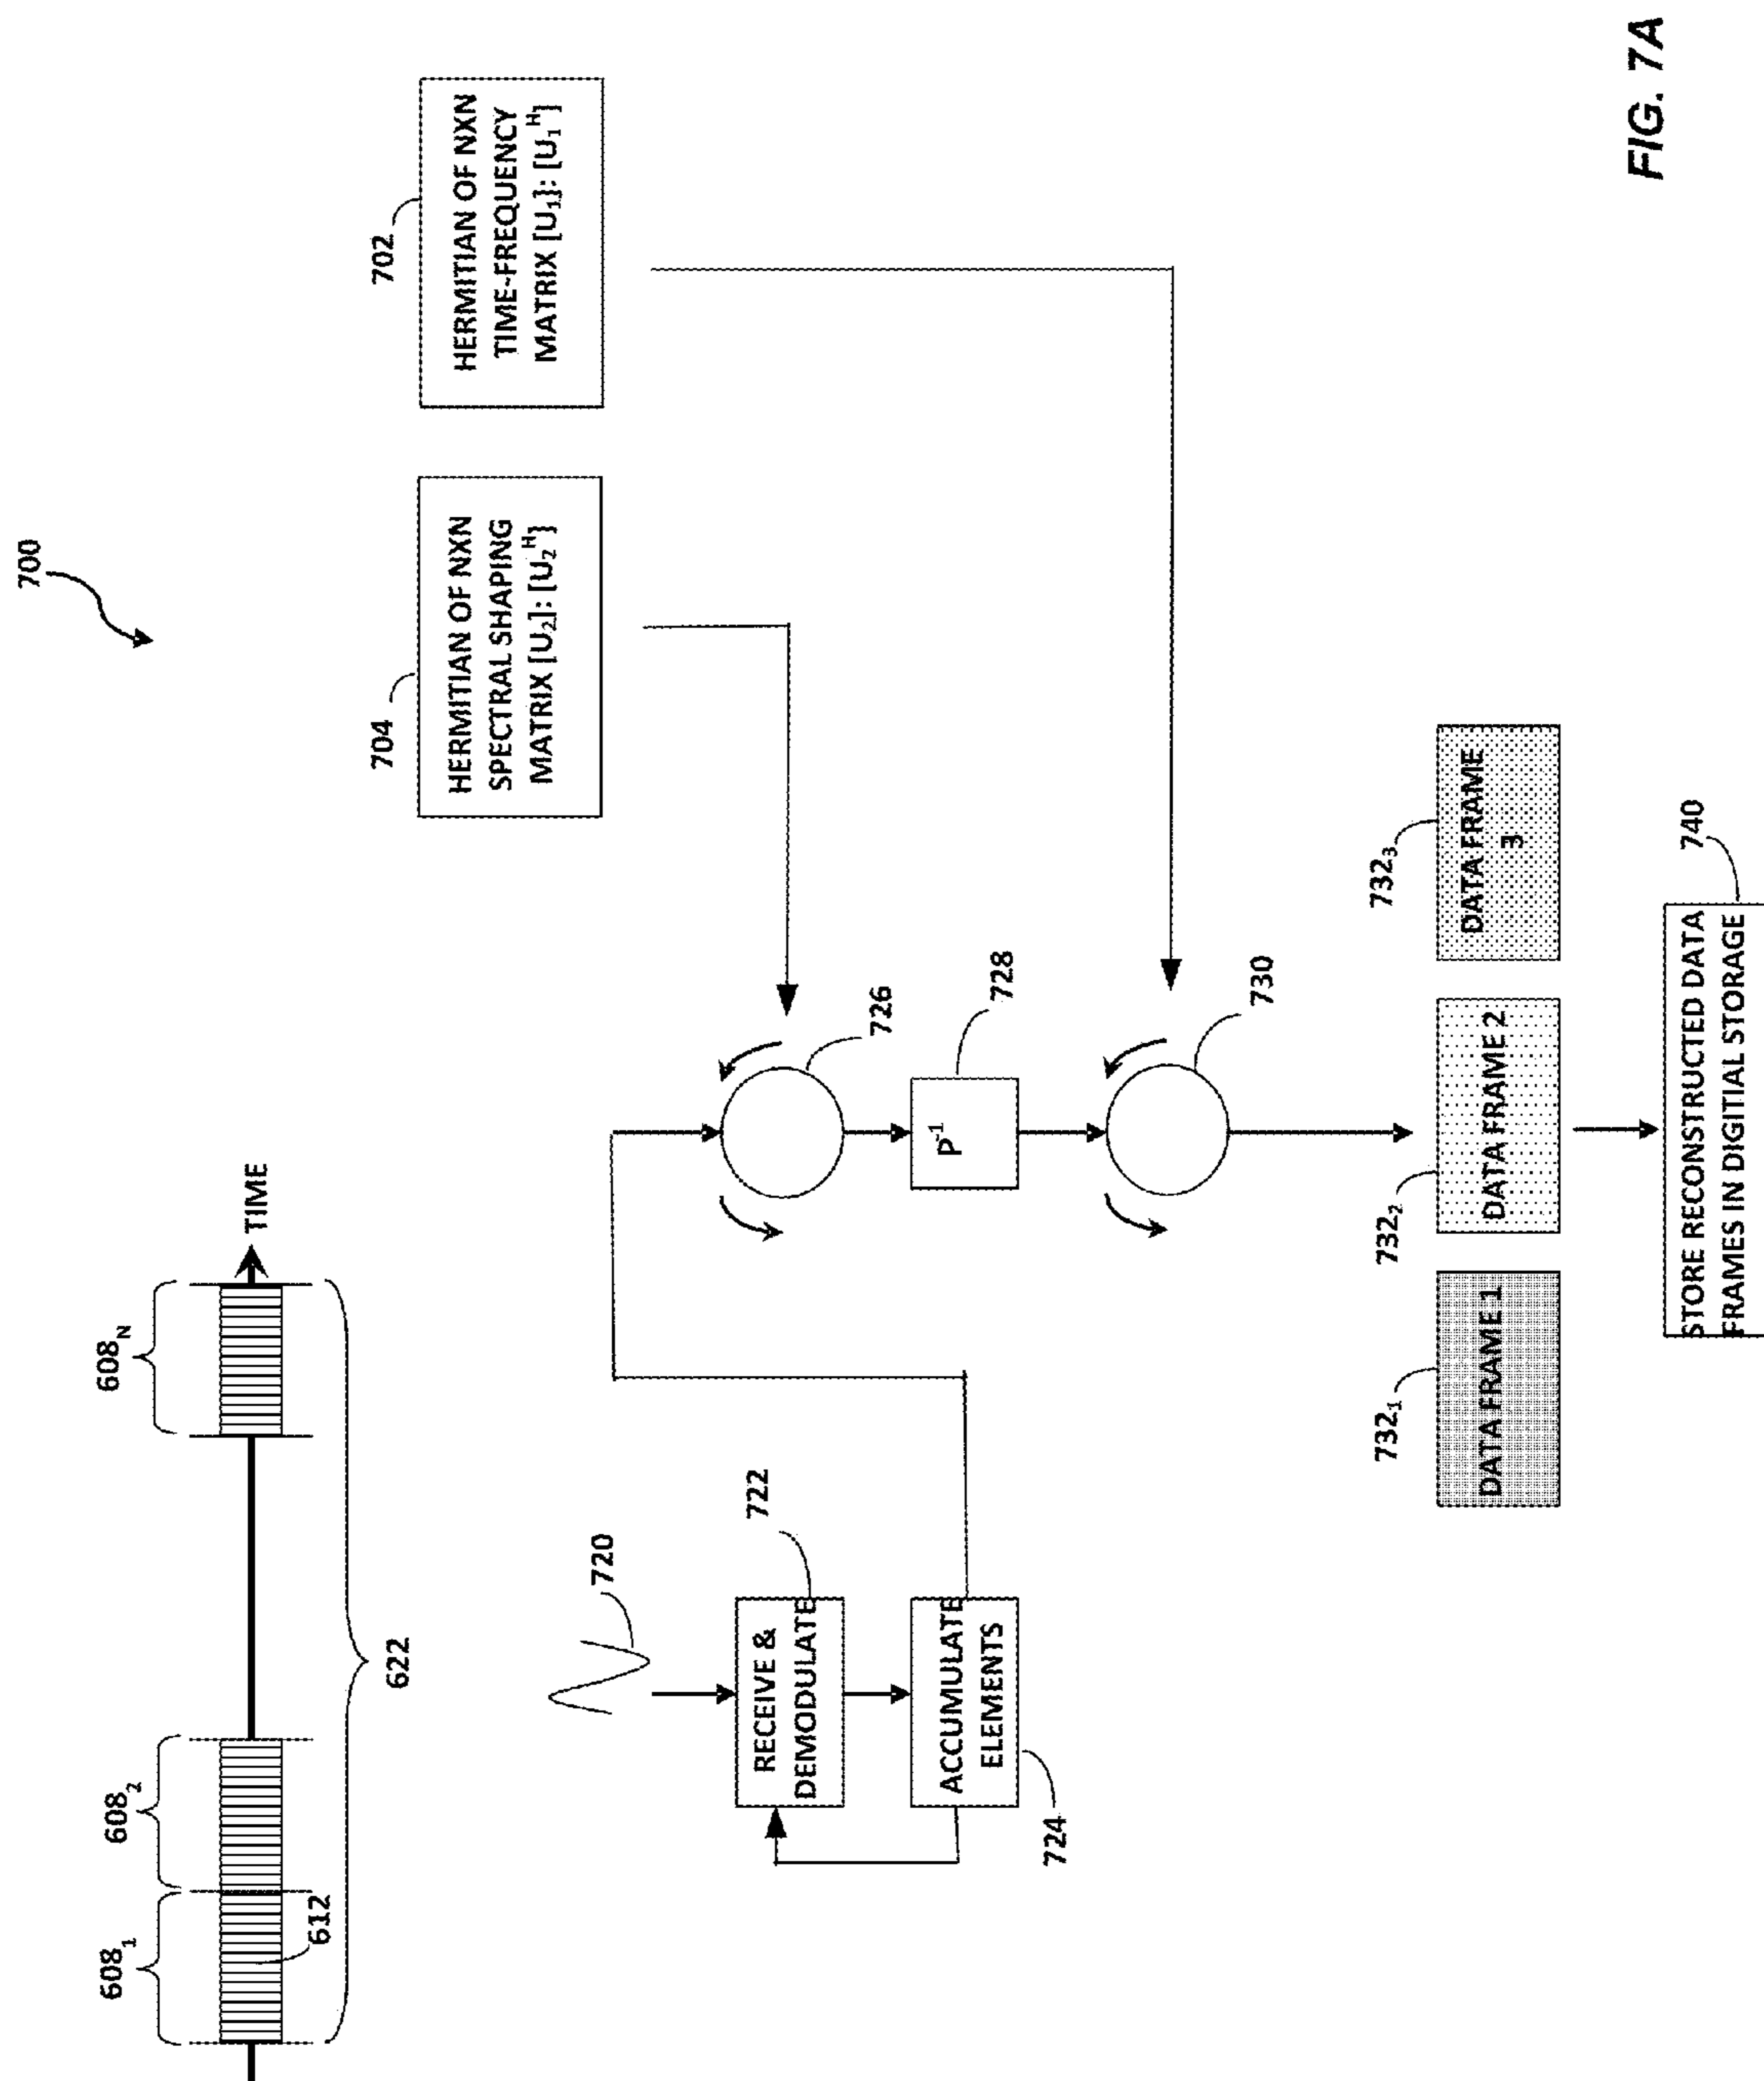 700
608₁
608₂
608N
TIME
612
622
704
HERMITIAN OF NXN
SPECTRAL SHAPING
MATRIX [U₂]: [U₂ᴴ]
702
HERMITIAN OF NXN
TIME-FREQUENCY
MATRIX [U₁]: [U₁ᴴ]
720
RECEIVE &
DEMODULATE
722
ACCUMULATE
ELEMENTS
724
726
P⁻¹
728
730
732₁
DATA FRAME 1
732₂
DATA FRAME 2
732₃
DATA FRAME
3
STORE RECONSTRUCTED DATA
FRAMES IN DIGITIAL STORAGE
740
FIG. 7A